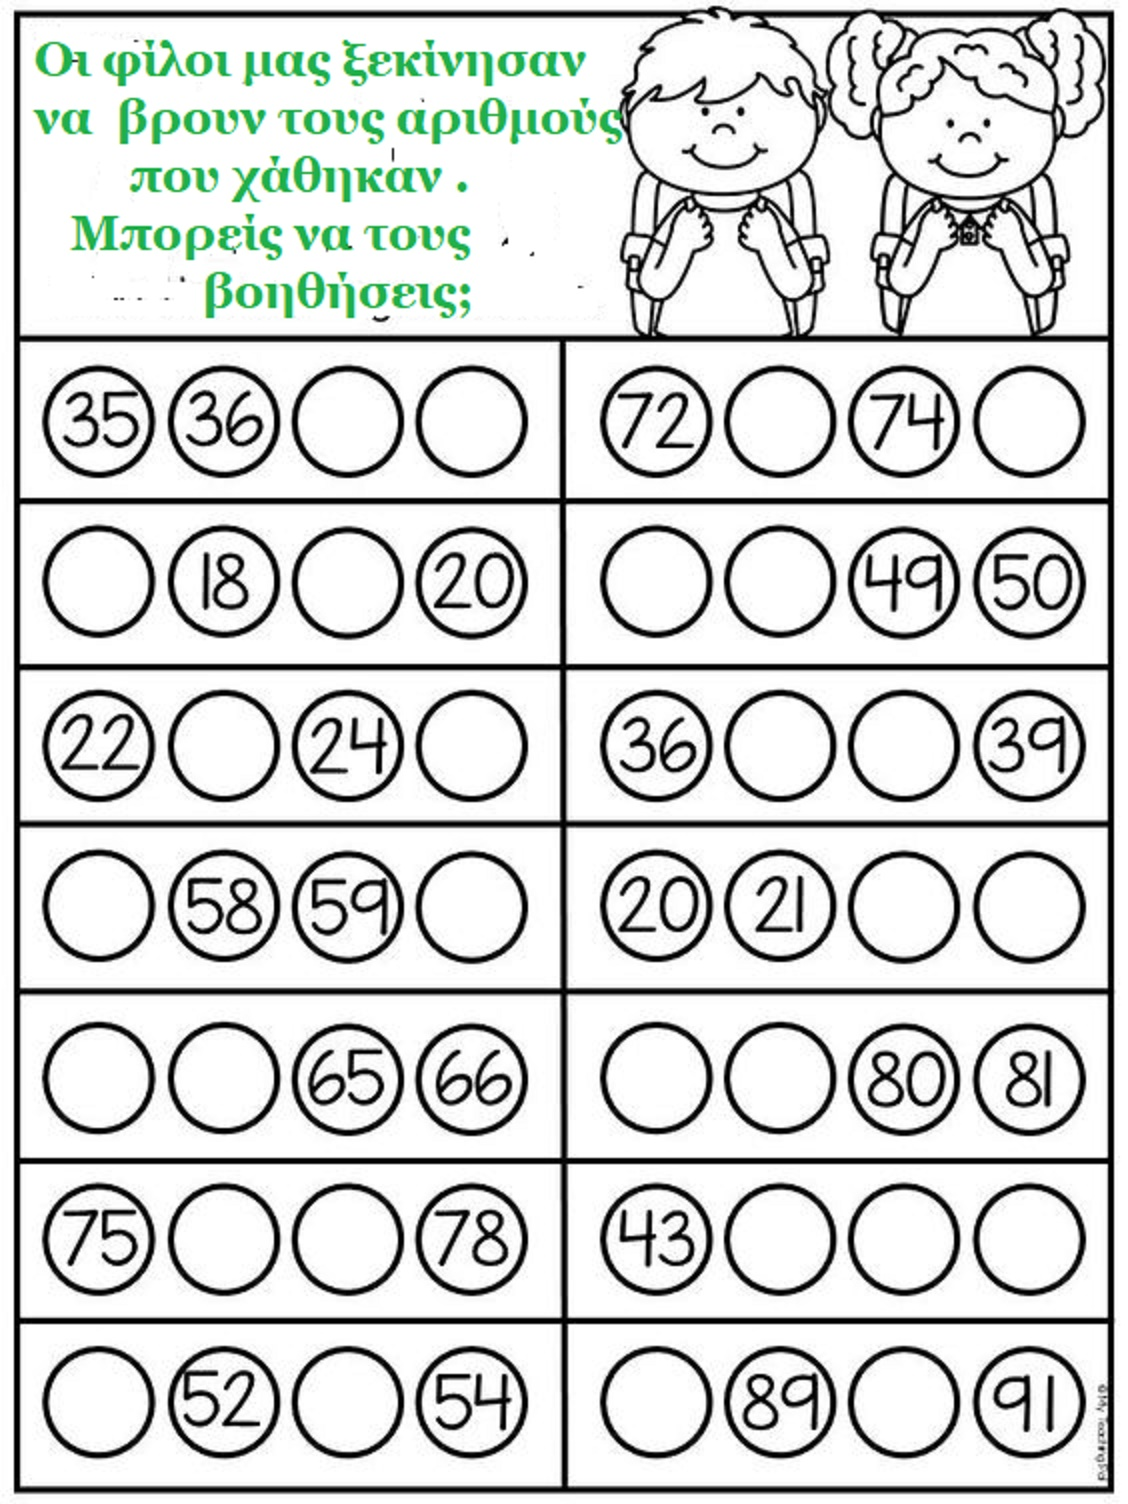 Οι φίλοι μας ξεκίνησαν
να βρουν τους αριθμούς
που χάθηκαν .
Μπορείς να τους
βοηθήσεις;
35 36 72 74
18 20 49 50
22 24 36 39
58 59 20 21
65 66 80 81
75 78 43
52 54 89 91